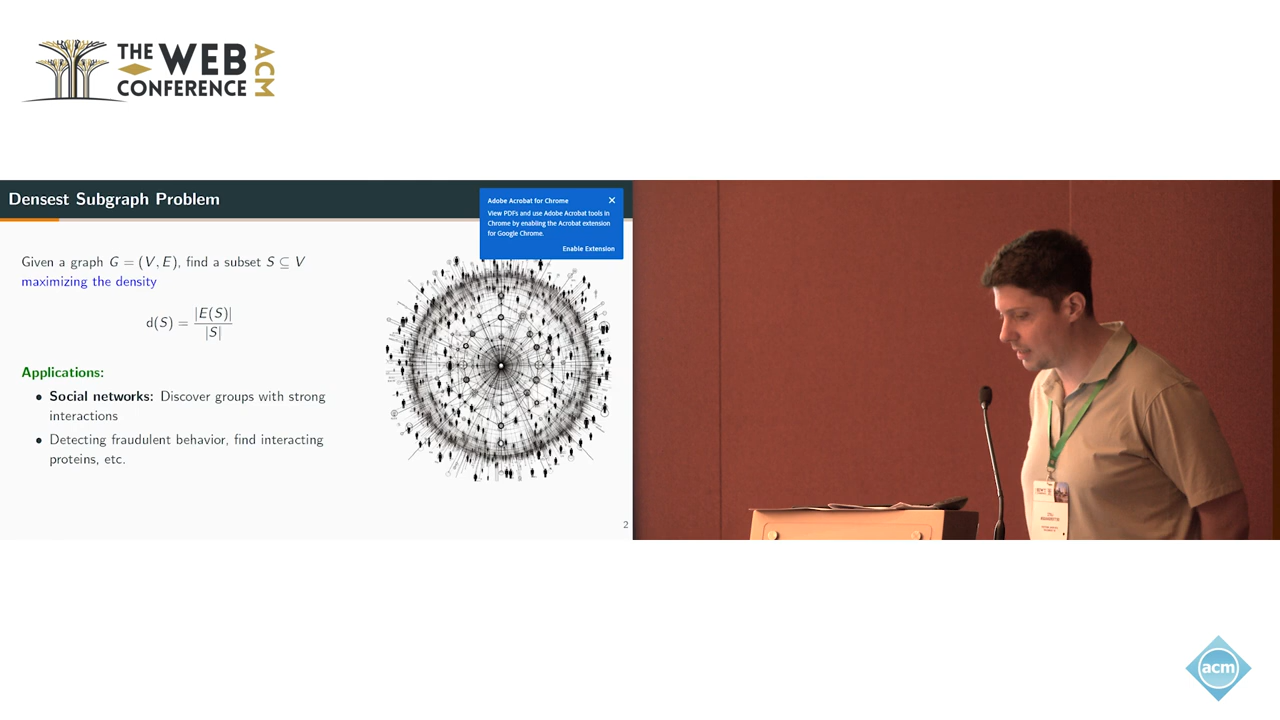 THE WEB
CONFERENCE
ACM
Densest Subgraph Problem
Adobe Acrobat for Chrome
View PDFs and use Adobe Acrobat tools in
Chrome by enabling the Acrobat extension
for Google Chrome.
Enable Extension
Given a graph G = (V, E), find a subset S ⊆ V
maximizing the density
d(S) = |E(S)| / |S|
Applications:
• Social networks: Discover groups with strong
interactions
• Detecting fraudulent behavior, find interacting
proteins, etc.
2
acm